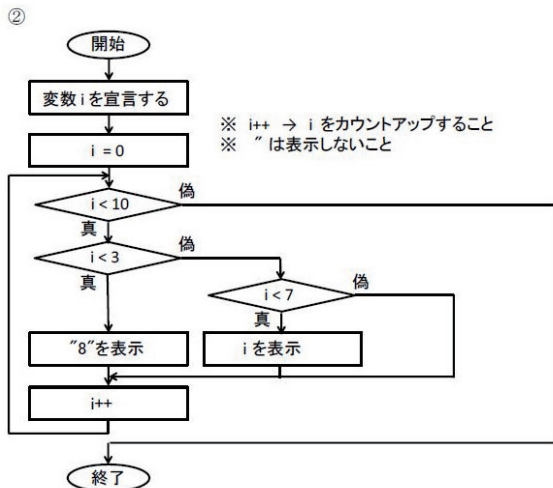 ②
開始
変数 i を宣言する
※ i++ → i をカウントアップすること
※ " は表示しないこと
i = 0
i < 10
偽
真
i < 3
偽
真
i < 7
偽
真
"8"を表示
i を表示
i++
終了